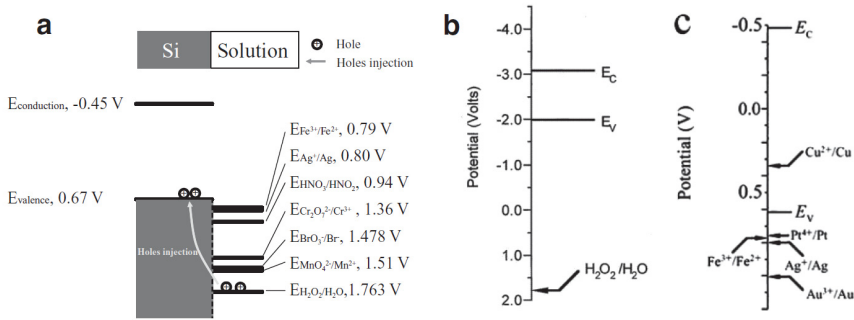 a
Si
Solution
Hole
Holes injection
Econduction, -0.45 V
EFe³⁺/Fe²⁺, 0.79 V
EAg⁺/Ag, 0.80 V
Evalence, 0.67 V
EHNO₃/HNO₂, 0.94 V
ECr₂O₇²⁻/Cr³⁺ , 1.36 V
EBrO₃⁻/Br⁻, 1.478 V
Holes injection
EMnO₄²⁻/Mn²⁺, 1.51 V
EH₂O₂/H₂O,1.763 V
b
Potential (Volts)
-4.0
-3.0
EC
-2.0
EV
-1.0
0.0
1.0
H₂O₂/H₂O
2.0
c
Potential (V)
-0.5
EC
0.0
Cu²⁺/Cu
0.5
EV
Pt⁴⁺/Pt
Fe³⁺/Fe²⁺
Ag⁺/Ag
Au³⁺/Au